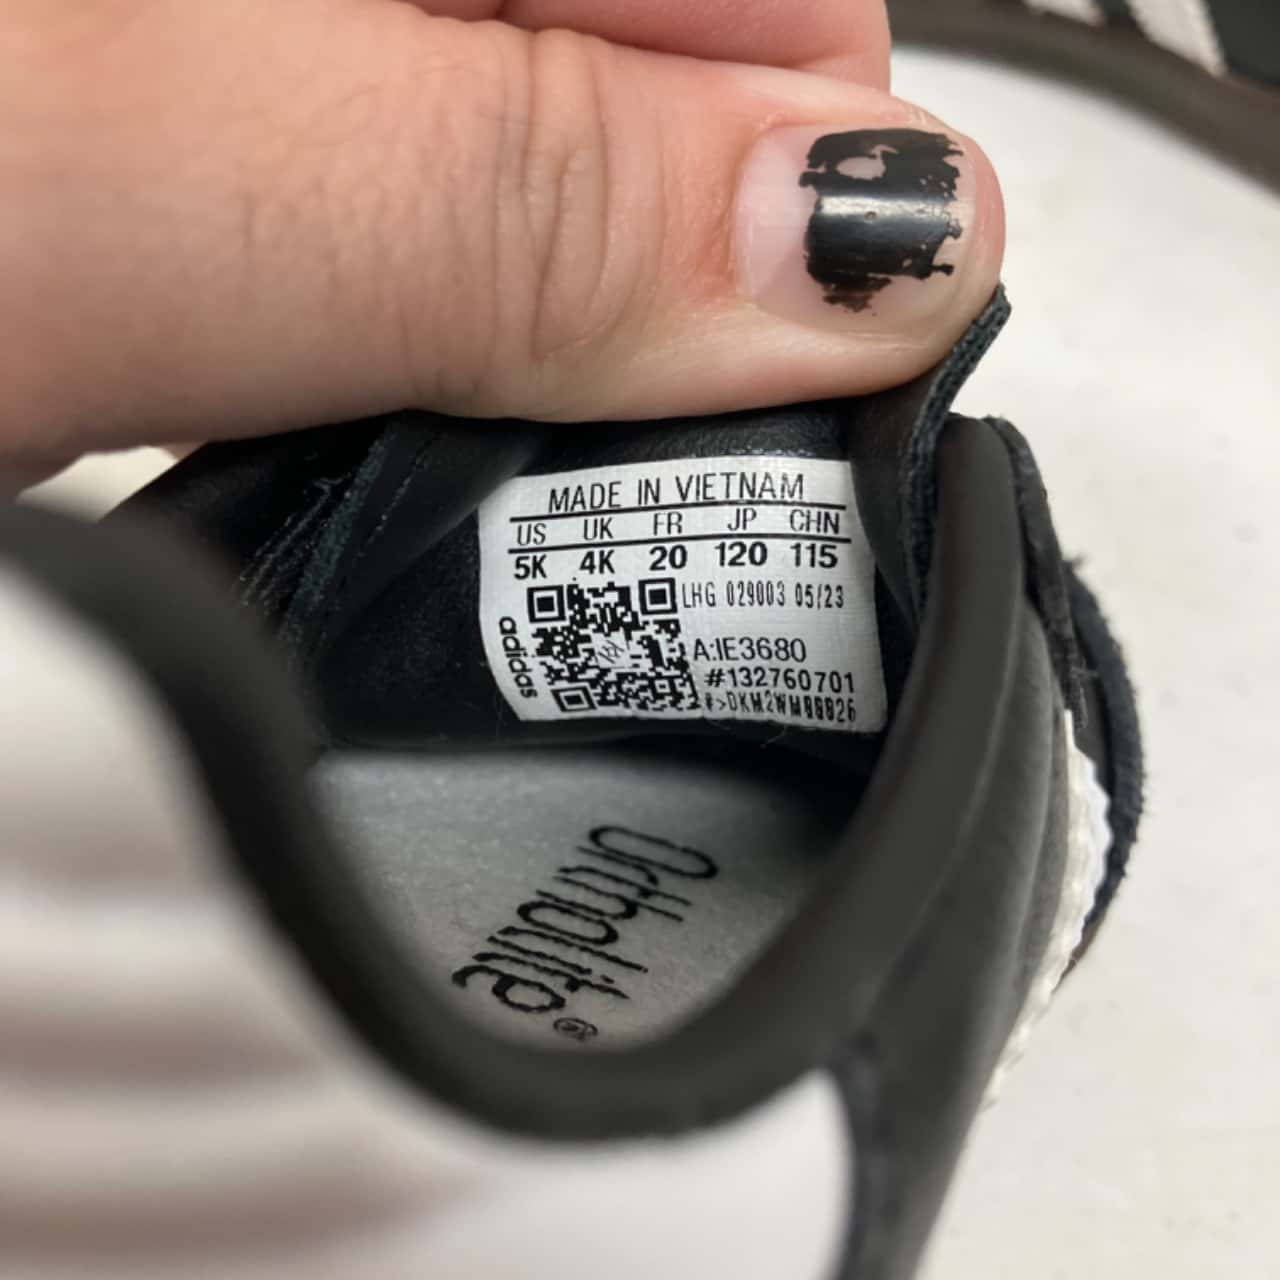 MADE IN VIETNAM
US UK FR JP CHN
5K 4K 20 120 115
LHG 029003 05/23
adidas
A:IE3680
#132760701
Ortholite®